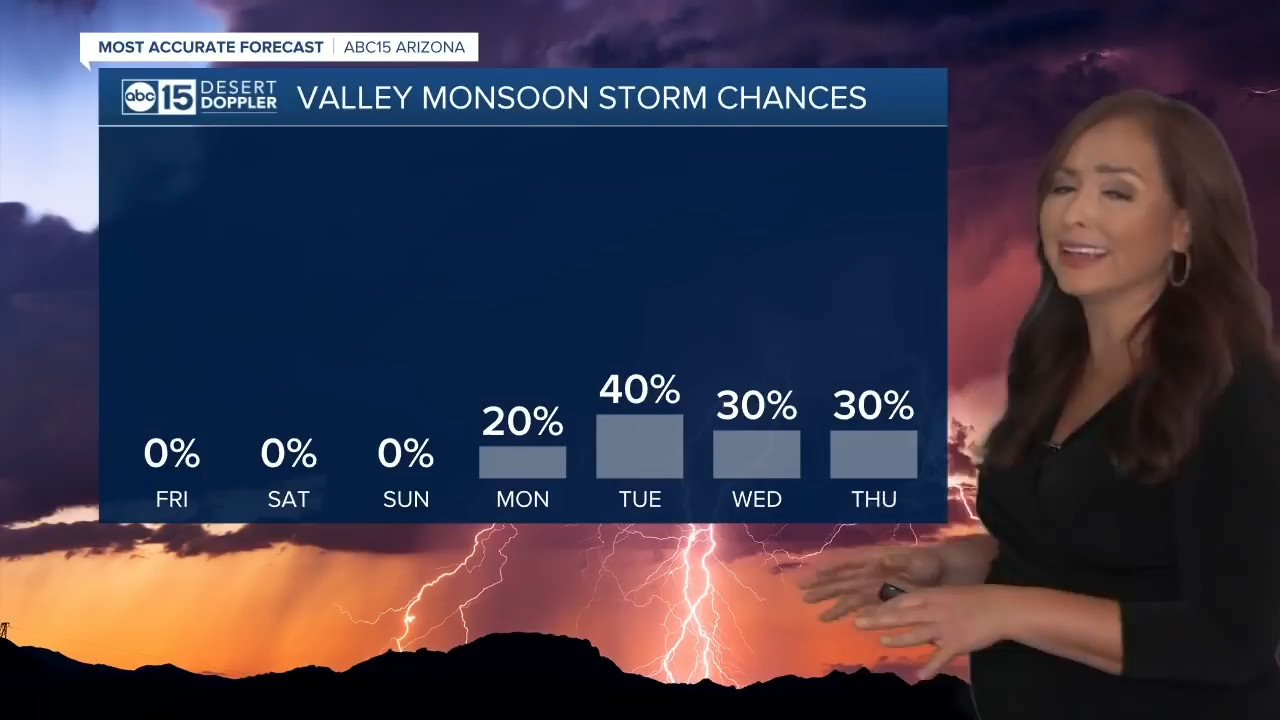 MOST ACCURATE FORECAST | ABC15 ARIZONA
abc 15 DESERT DOPPLER VALLEY MONSOON STORM CHANCES
0% 0% 0% 20% 40% 30% 30%
FRI SAT SUN MON TUE WED THU